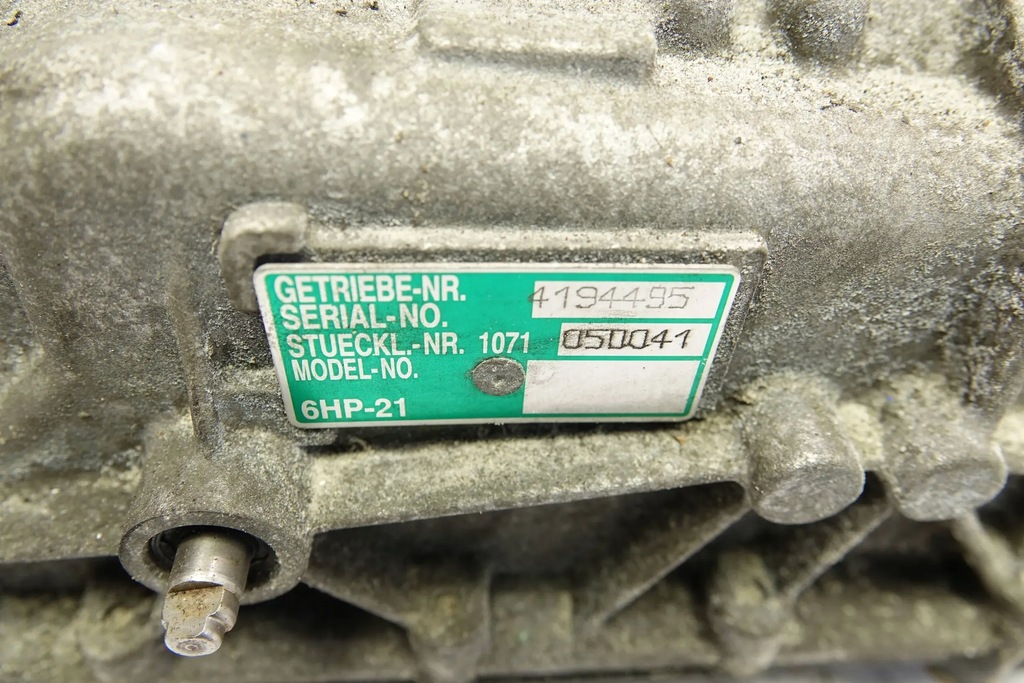 GETRIEBE-NR.
SERIAL-NO. 4194495
STUECKL.-NR. 1071 050041
MODEL-NO.
6HP-21